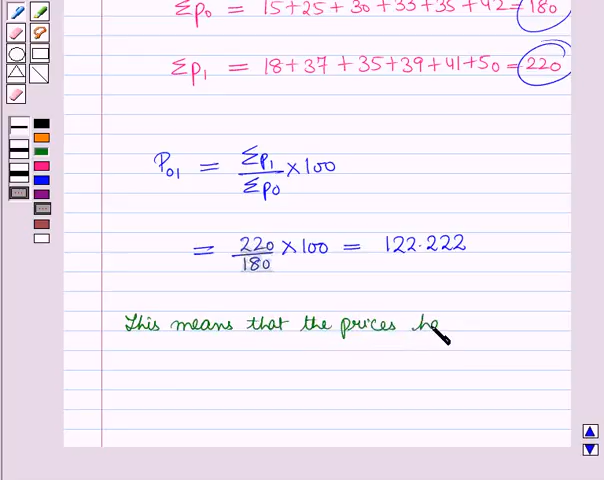 Σp0 = 15+25+30+33+35+42=180
Σp1 = 18+37+35+39+41+50=220
P01 = Σp1/Σp0 ×100
= 220/180 ×100 = 122.222
This means that the prices ha